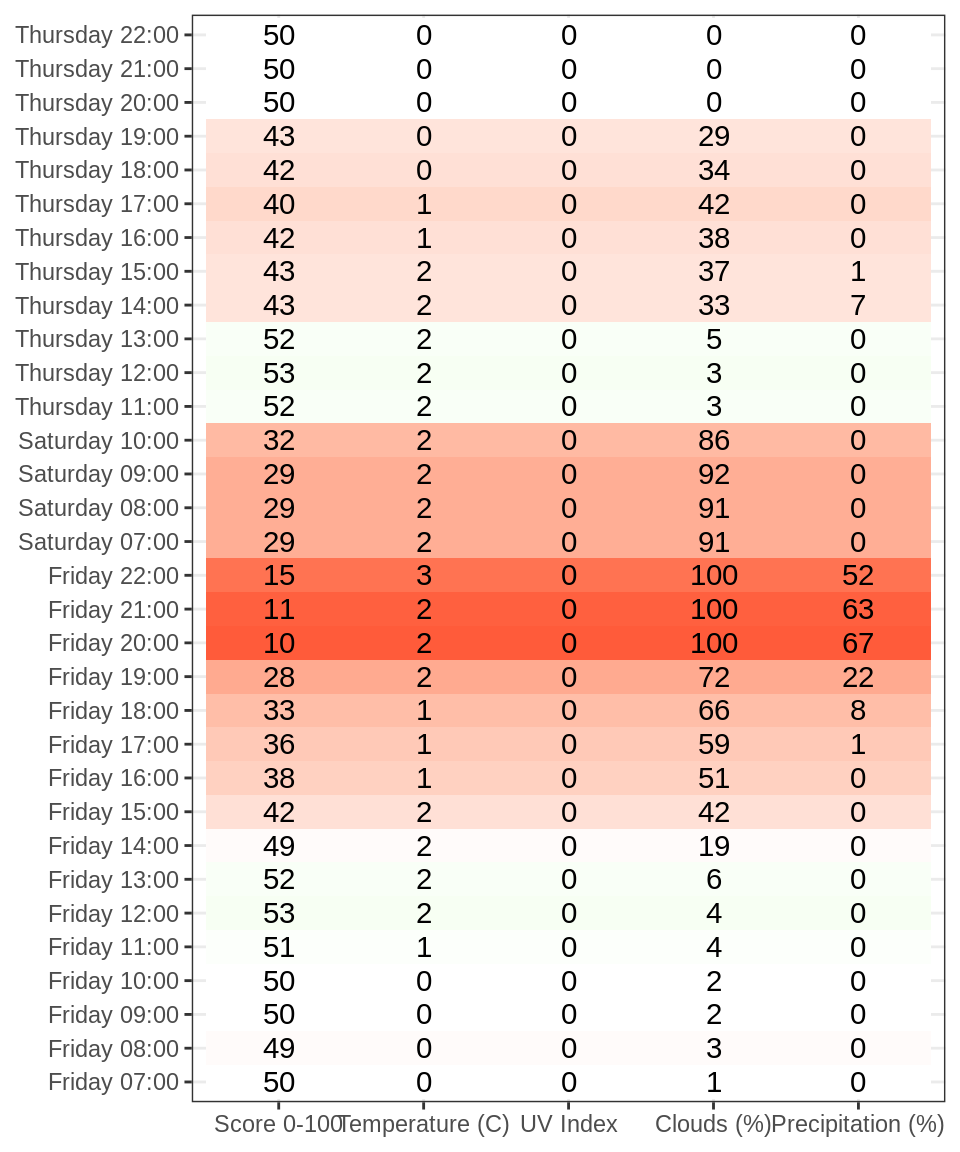 Thursday 22:00 50 0 0 0 0
Thursday 21:00 50 0 0 0 0
Thursday 20:00 50 0 0 0 0
Thursday 19:00 43 0 0 29 0
Thursday 18:00 42 0 0 34 0
Thursday 17:00 40 1 0 42 0
Thursday 16:00 42 1 0 38 0
Thursday 15:00 43 2 0 37 1
Thursday 14:00 43 2 0 33 7
Thursday 13:00 52 2 0 5 0
Thursday 12:00 53 2 0 3 0
Thursday 11:00 52 2 0 3 0
Saturday 10:00 32 2 0 86 0
Saturday 09:00 29 2 0 92 0
Saturday 08:00 29 2 0 91 0
Saturday 07:00 29 2 0 91 0
Friday 22:00 15 3 0 100 52
Friday 21:00 11 2 0 100 63
Friday 20:00 10 2 0 100 67
Friday 19:00 28 2 0 72 22
Friday 18:00 33 1 0 66 8
Friday 17:00 36 1 0 59 1
Friday 16:00 38 1 0 51 0
Friday 15:00 42 2 0 42 0
Friday 14:00 49 2 0 19 0
Friday 13:00 52 2 0 6 0
Friday 12:00 53 2 0 4 0
Friday 11:00 51 1 0 4 0
Friday 10:00 50 0 0 2 0
Friday 09:00 50 0 0 2 0
Friday 08:00 49 0 0 3 0
Friday 07:00 50 0 0 1 0
Score 0-100 Temperature (C) UV Index Clouds (%) Precipitation (%)